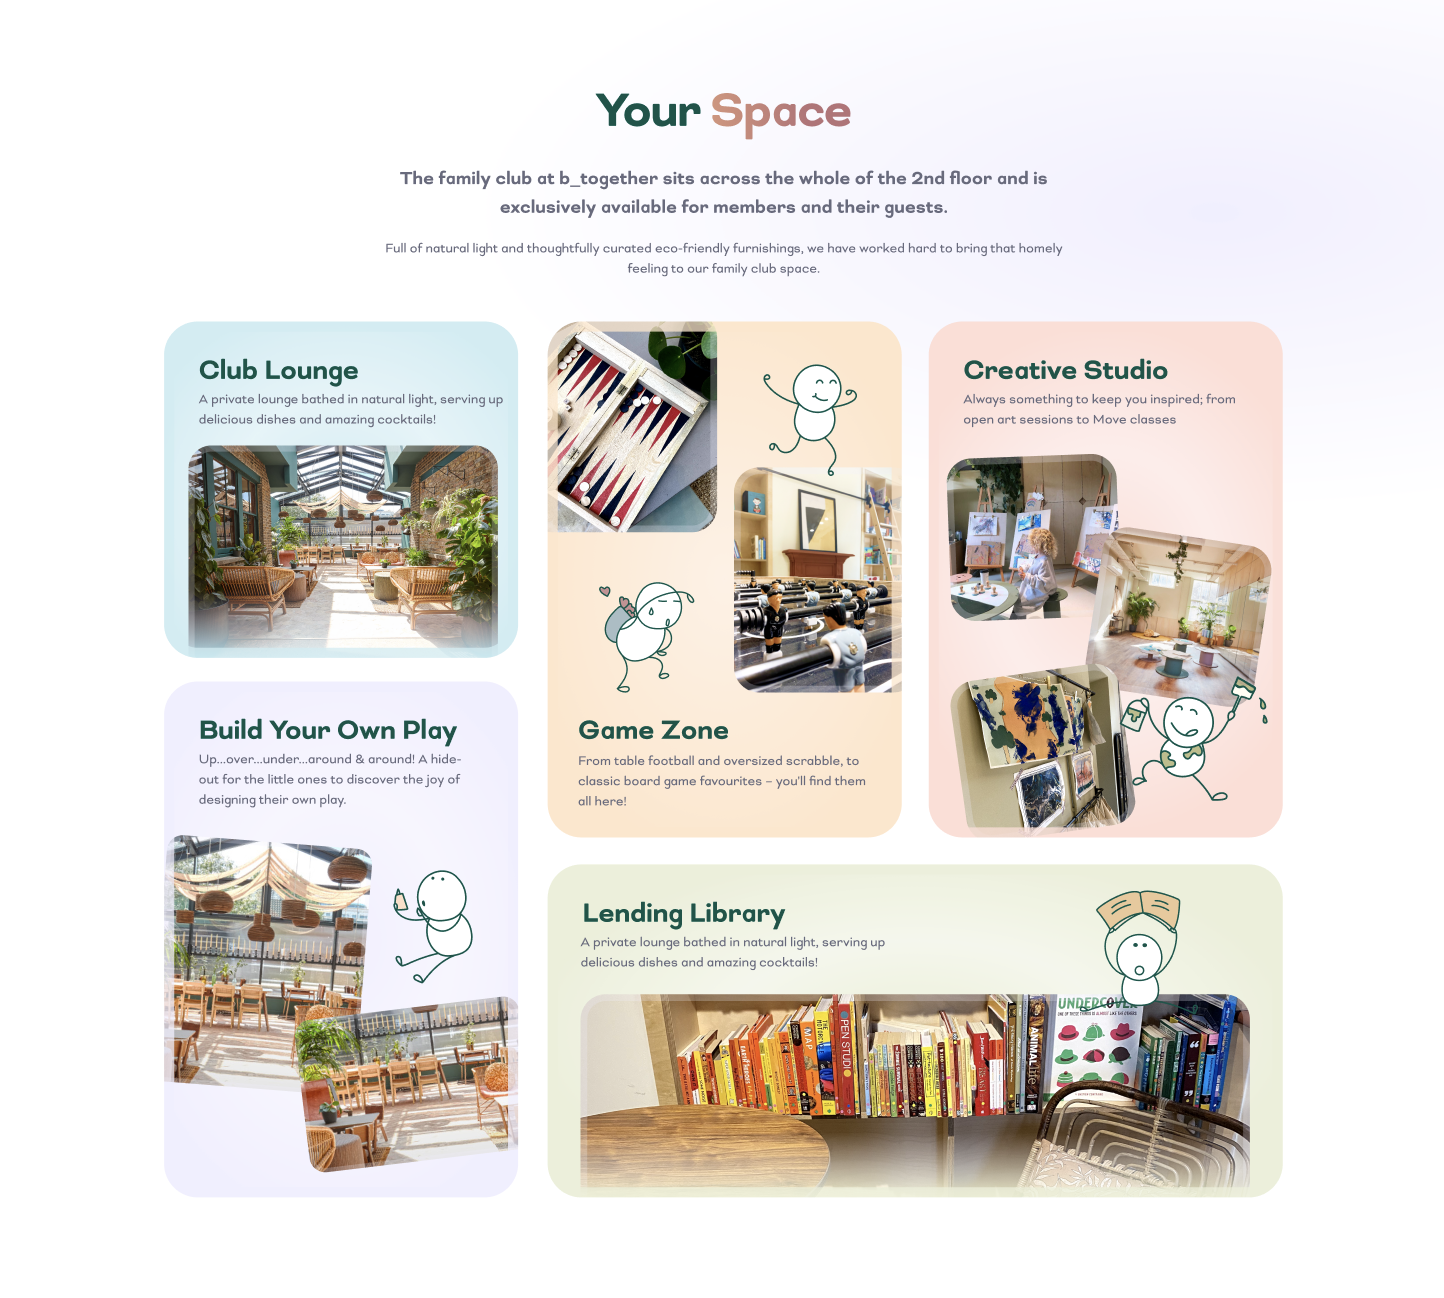 Your Space
The family club at b_together sits across the whole of the 2nd floor and is
exclusively available for members and their guests.
Full of natural light and thoughtfully curated eco-friendly furnishings, we have worked hard to bring that homely
feeling to our family club space.
Club Lounge
A private lounge bathed in natural light, serving up
delicious dishes and amazing cocktails!
Build Your Own Play
Up...over...under...around & around! A hide-
out for the little ones to discover the joy of
designing their own play.
Game Zone
From table football and oversized scrabble, to
classic board game favourites – you'll find them
all here!
Creative Studio
Always something to keep you inspired; from
open art sessions to Move classes
Lending Library
A private lounge bathed in natural light, serving up
delicious dishes and amazing cocktails!
MAP
OPEN STUDIO
ANIMAL life
UNDERCOVER